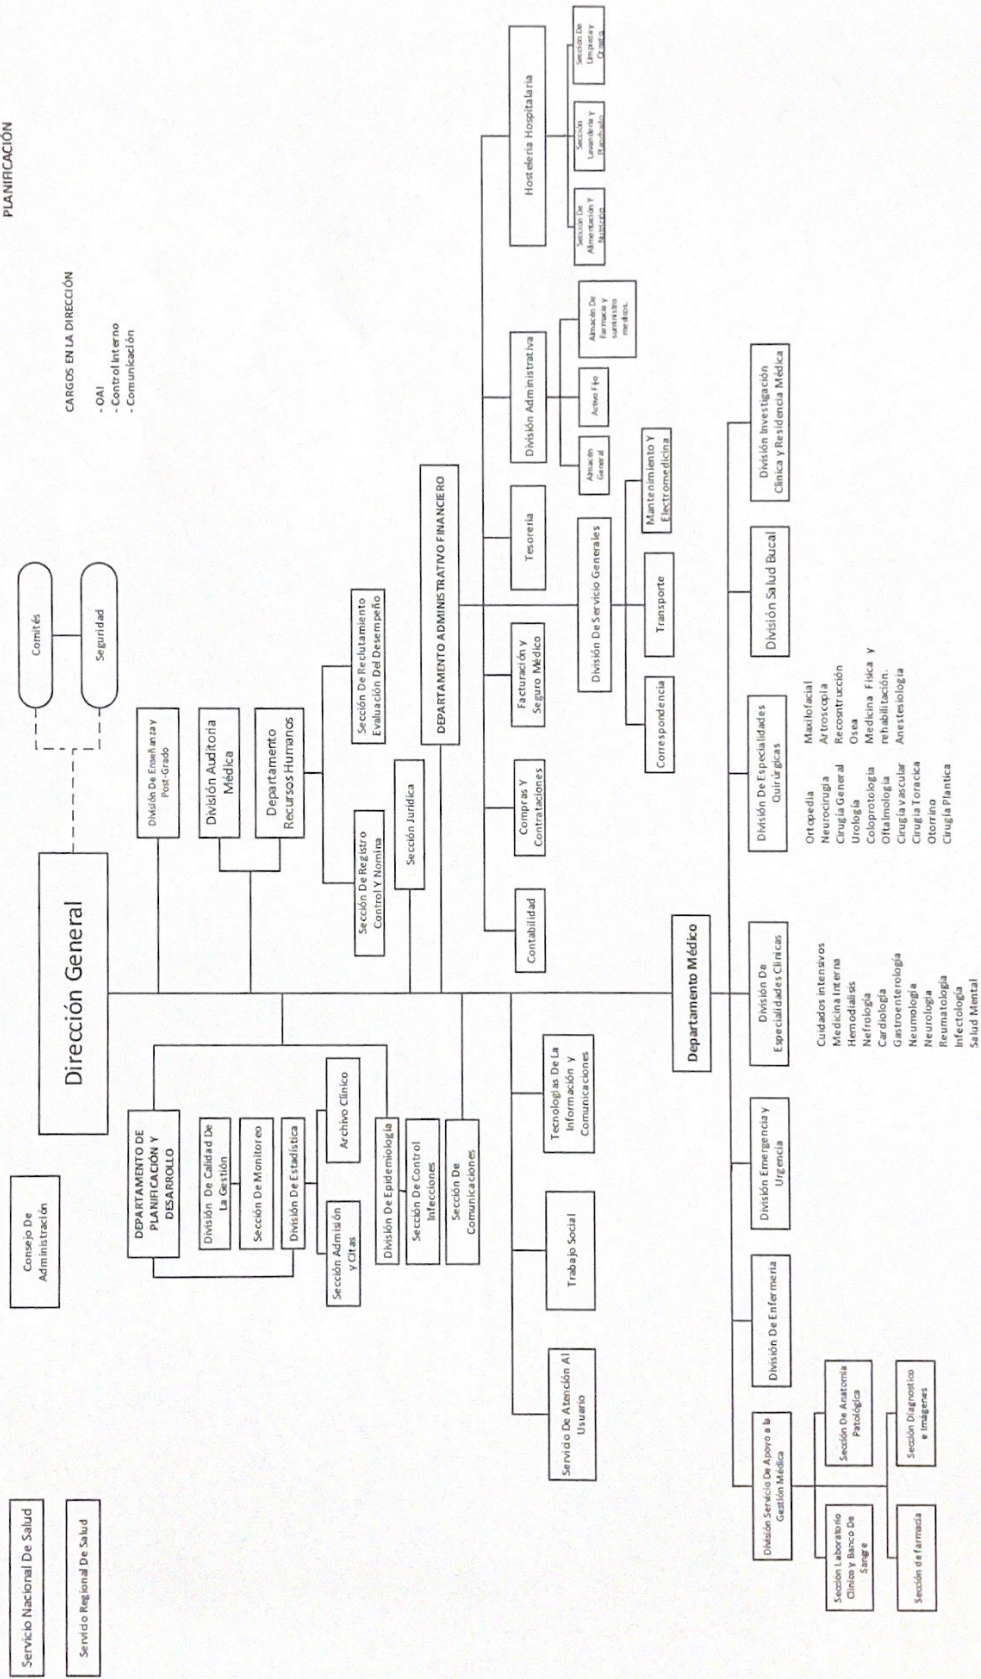 PLANIFICACIÓN
Servicio Nacional De Salud
Servicio Regional De Salud
Consejo De
Administración
Dirección General
Comités
Seguridad
CARGOS EN LA DIRECCIÓN
- OAI
- Control Interno
- Comunicación
DEPARTAMENTO DE
PLANIFICACIÓN Y
DESARROLLO
División De Calidad De
La Gestión
Sección De Monitoreo
División De Estadística
Sección Admisión
y Citas
Archivo Clínico
División De Epidemiología
Sección De Control
Infecciones
Sección De
Comunicaciones
División De Enseñanza y
Post-Grado
División Auditoria
Médica
Departamento
Recursos Humanos
Sección De Registro
Control Y Nomina
Sección De Reclutamiento
Evaluación Del Desempeño
Sección Jurídica
DEPARTAMENTO ADMINISTRATIVO FINANCIERO
Servicio De Atención Al
Usuario
Trabajo Social
Tecnologías De La
Información y
Comunicaciones
Contabilidad
Compras Y
Contrataciones
Facturación y
Seguro Médico
Tesorería
División Administrativa
Hostelería Hospitalaria
Almacén
General
Activo Fijo
Almacén De
Farmacia y
suministro
medicos.
Sección De
Alimentación Y
Nutrición
Sección
Lavandería y
Planchado
Sección De
Limpieza y
Ornato
División De Servicio Generales
Correspondencia
Transporte
Mantenimiento Y
Electromedicina
Departamento Médico
División Servicio De Apoyo a la
Gestión Médica
División De Enfermería
División Emergencia y
Urgencia
División De
Especialidades Clínicas
División De Especialidades
Quirúrgicas
División Salud Bucal
División Investigación
Clínica y Residencia Médica
Sección Laboratorio
Clínico y Banco De
Sangre
Sección De Anatomía
Patológica
Sección de farmacia
Sección Diagnostico
e Imágenes
Cuidados intensivos
Medicina Interna
Hemodialisis
Nefrología
Cardiología
Gastroenterología
Neumología
Neurología
Reumatología
Infectología
Salud Mental
Ortopedia
Neurocirugia
Cirugía General
Urología
Coloprotologia
Oftalmología
Cirugía vascular
Cirugía Toracica
Otorrino
Cirugía Plantica
Maxilofacial
Artroscopia
Recosntrucción
Osea
Medicina Física y
rehabilitación.
Anestesiología